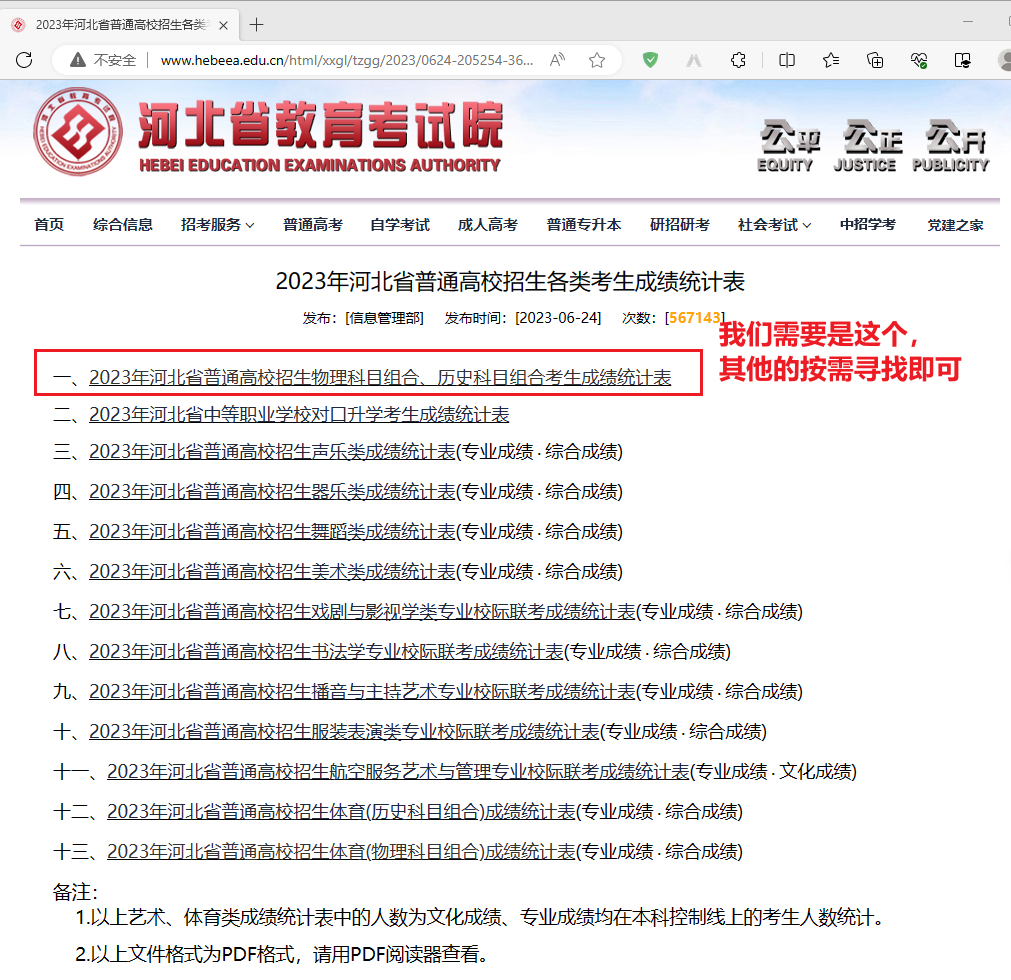 2023年河北省普通高校招生各类
不安全 www.hebeea.edu.cn/html/xxgl/tzgg/2023/0624-205254-36...
河北省教育考试院
HEBEI EDUCATION EXAMINATIONS AUTHORITY
公平 公正 公开
EQUITY JUSTICE PUBLICITY
首页 综合信息 招考服务 普通高考 自学考试 成人高考 普通专升本 研招研考 社会考试 中招学考 党建之家
2023年河北省普通高校招生各类考生成绩统计表
发布：[信息管理部] 发布时间：[2023-06-24] 次数：[567143]
我们需要是这个，
其他的按需寻找即可
一、2023年河北省普通高校招生物理科目组合、历史科目组合考生成绩统计表
二、2023年河北省中等职业学校对口升学考生成绩统计表
三、2023年河北省普通高校招生声乐类成绩统计表(专业成绩·综合成绩)
四、2023年河北省普通高校招生器乐类成绩统计表(专业成绩·综合成绩)
五、2023年河北省普通高校招生舞蹈类成绩统计表(专业成绩·综合成绩)
六、2023年河北省普通高校招生美术类成绩统计表(专业成绩·综合成绩)
七、2023年河北省普通高校招生戏剧与影视学类专业校际联考成绩统计表(专业成绩·综合成绩)
八、2023年河北省普通高校招生书法学专业校际联考成绩统计表(专业成绩·综合成绩)
九、2023年河北省普通高校招生播音与主持艺术专业校际联考成绩统计表(专业成绩·综合成绩)
十、2023年河北省普通高校招生服装表演类专业校际联考成绩统计表(专业成绩·综合成绩)
十一、2023年河北省普通高校招生航空服务艺术与管理专业校际联考成绩统计表(专业成绩·文化成绩)
十二、2023年河北省普通高校招生体育(历史科目组合)成绩统计表(专业成绩·综合成绩)
十三、2023年河北省普通高校招生体育(物理科目组合)成绩统计表(专业成绩·综合成绩)
备注：
1.以上艺术、体育类成绩统计表中的人数为文化成绩、专业成绩均在本科控制线上的考生人数统计。
2.以上文件格式为PDF格式，请用PDF阅读器查看。